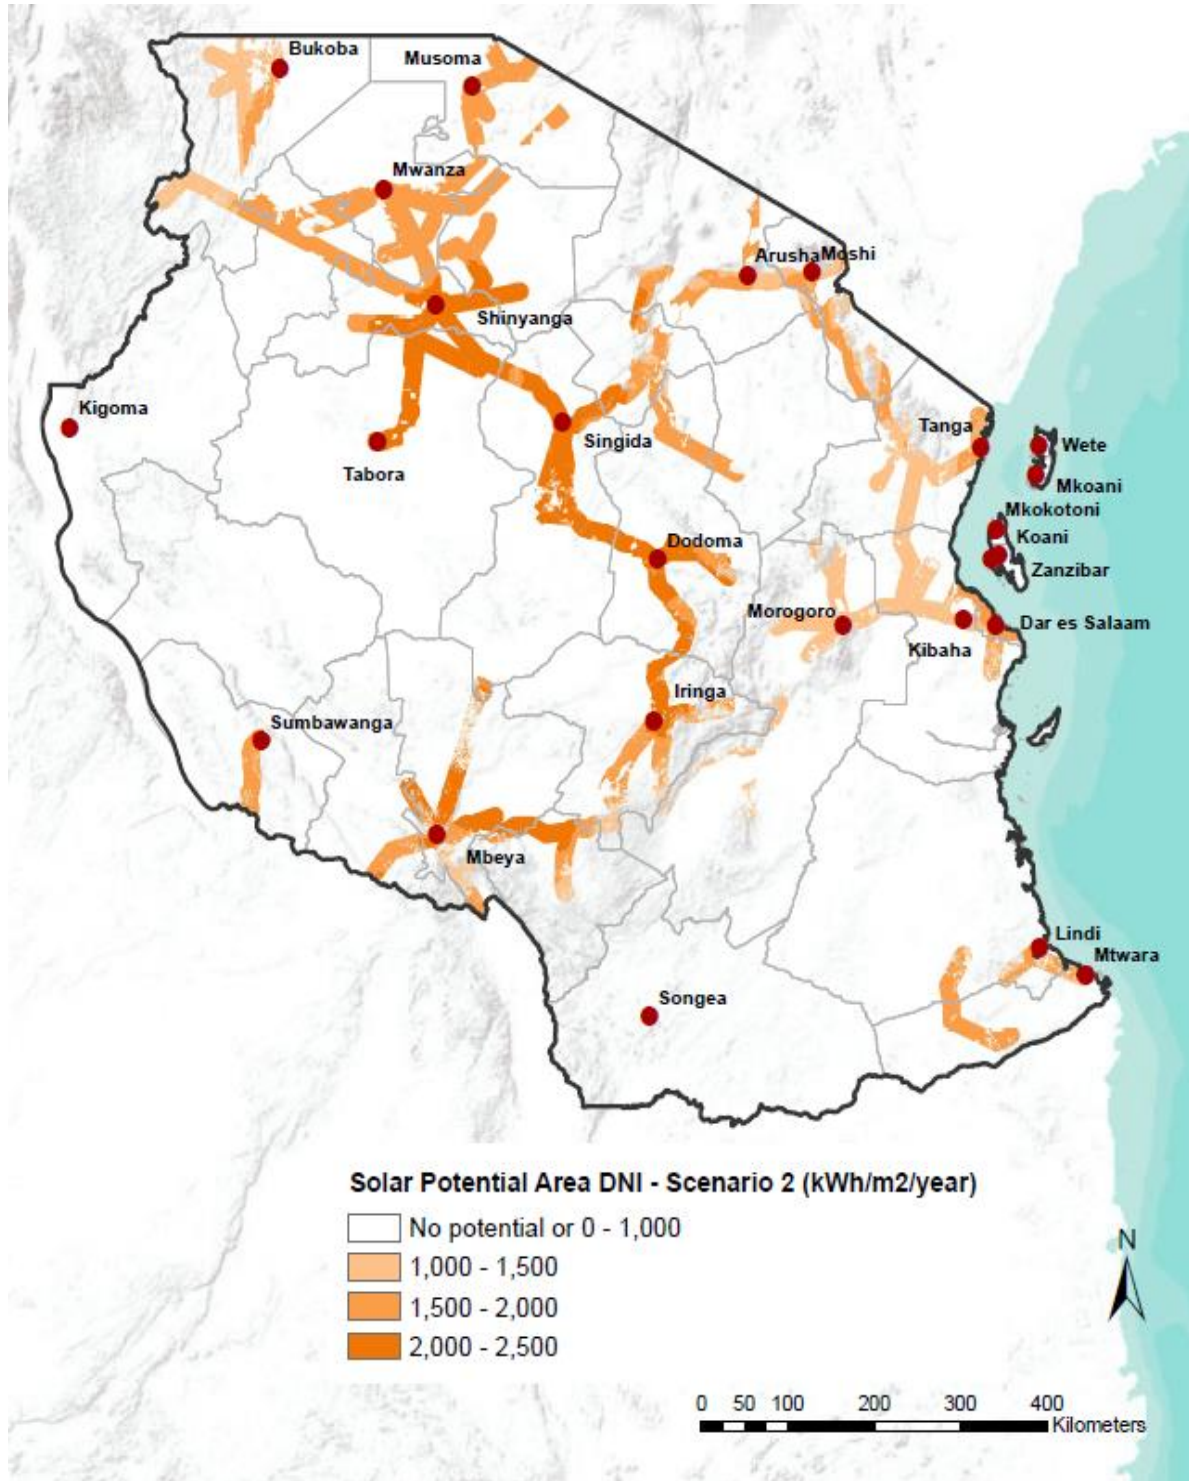 Bukoba
Musoma
Mwanza
Arusha
Moshi
Shinyanga
Kigoma
Singida
Tabora
Tanga
Wete
Mkoani
Mkokotoni
Koani
Zanzibar
Dodoma
Morogoro
Kibaha
Dar es Salaam
Iringa
Sumbawanga
Mbeya
Lindi
Mtwara
Songea
Solar Potential Area DNI - Scenario 2 (kWh/m2/year)
No potential or 0 - 1,000
1,000 - 1,500
1,500 - 2,000
2,000 - 2,500
N
0 50 100 200 300 400
Kilometers